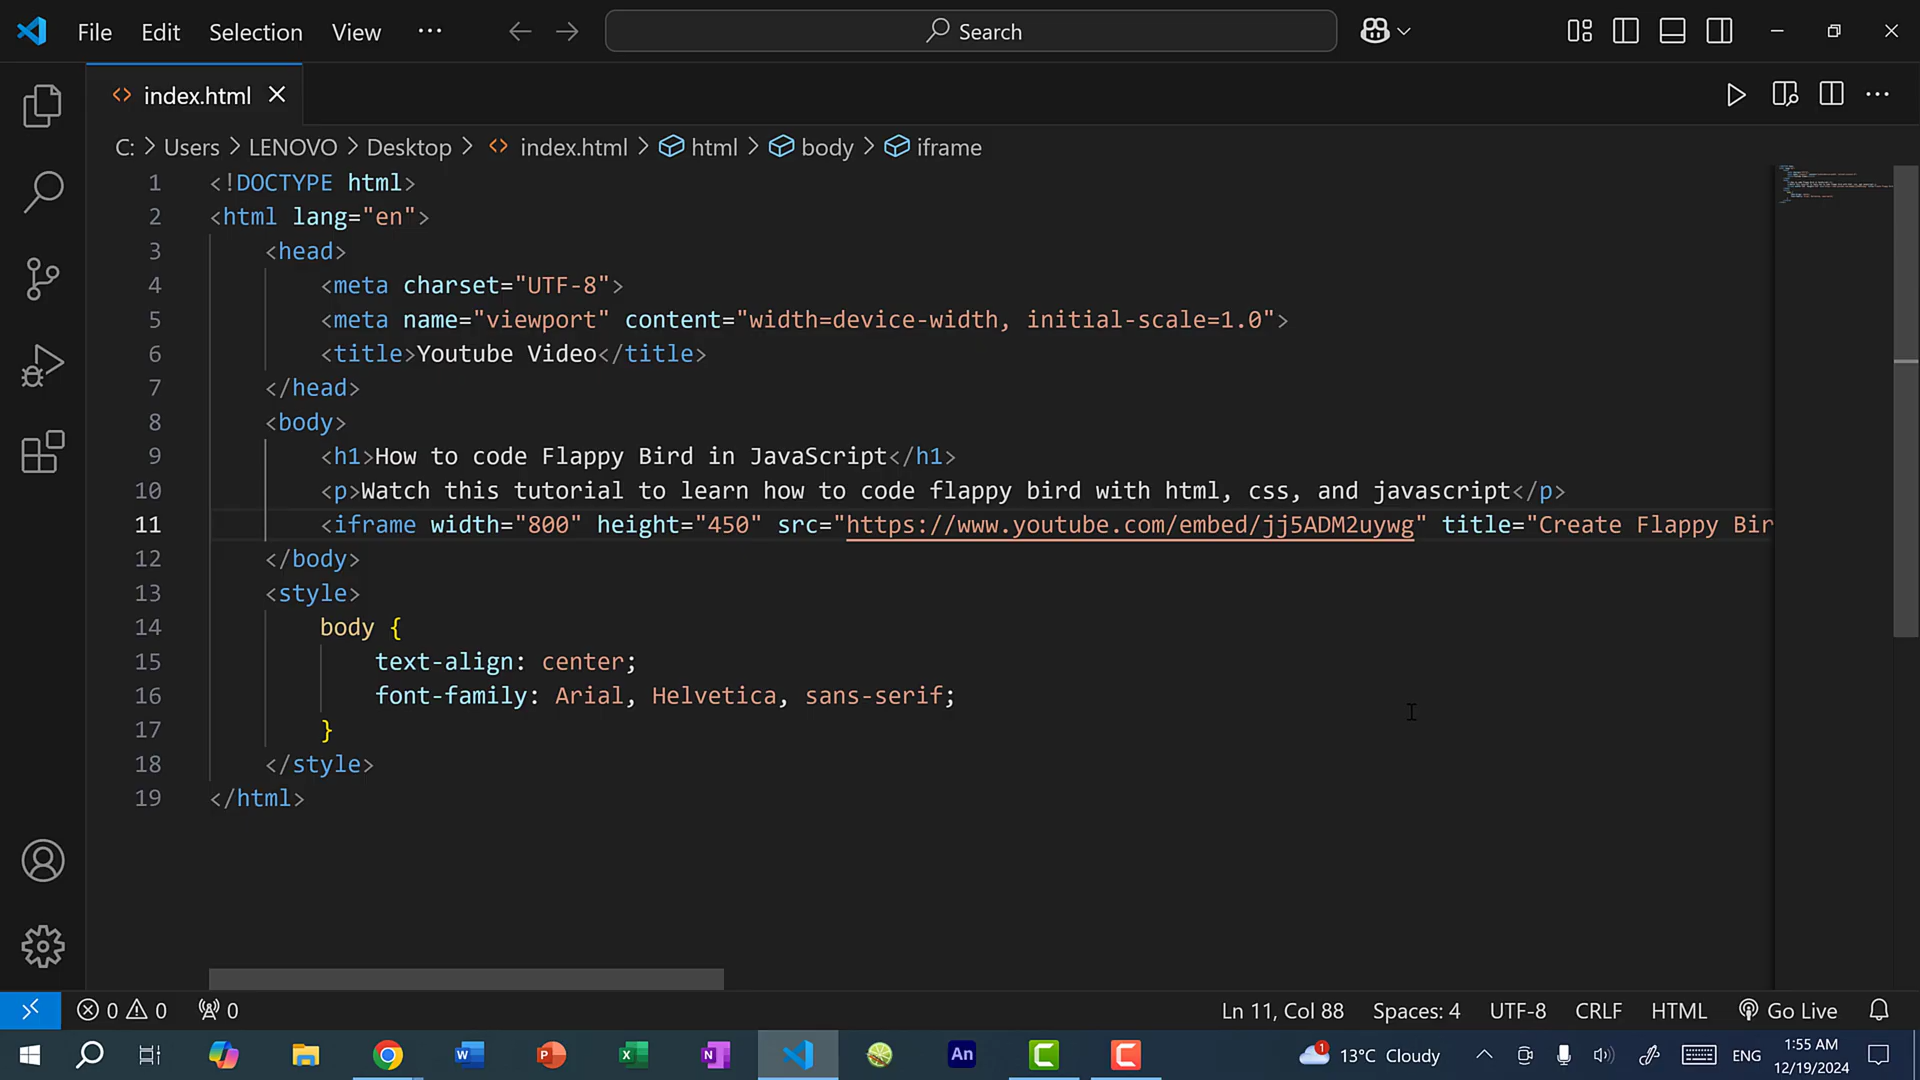 File Edit Selection View ··· Search
index.html
C: > Users > LENOVO > Desktop > index.html > html > body > iframe
1 <!DOCTYPE html>
2 <html lang="en">
3 <head>
4 <meta charset="UTF-8">
5 <meta name="viewport" content="width=device-width, initial-scale=1.0">
6 <title>Youtube Video</title>
7 </head>
8 <body>
9 <h1>How to code Flappy Bird in JavaScript</h1>
10 <p>Watch this tutorial to learn how to code flappy bird with html, css, and javascript</p>
11 <iframe width="800" height="450" src="https://www.youtube.com/embed/jj5ADM2uywg" title="Create Flappy Bir
12 </body>
13 <style>
14 body {
15 text-align: center;
16 font-family: Arial, Helvetica, sans-serif;
17 }
18 </style>
19 </html>
0 0 0 Ln 11, Col 88 Spaces: 4 UTF-8 CRLF HTML Go Live
W P X N An 1 13°C Cloudy ENG 1:55 AM
12/19/2024